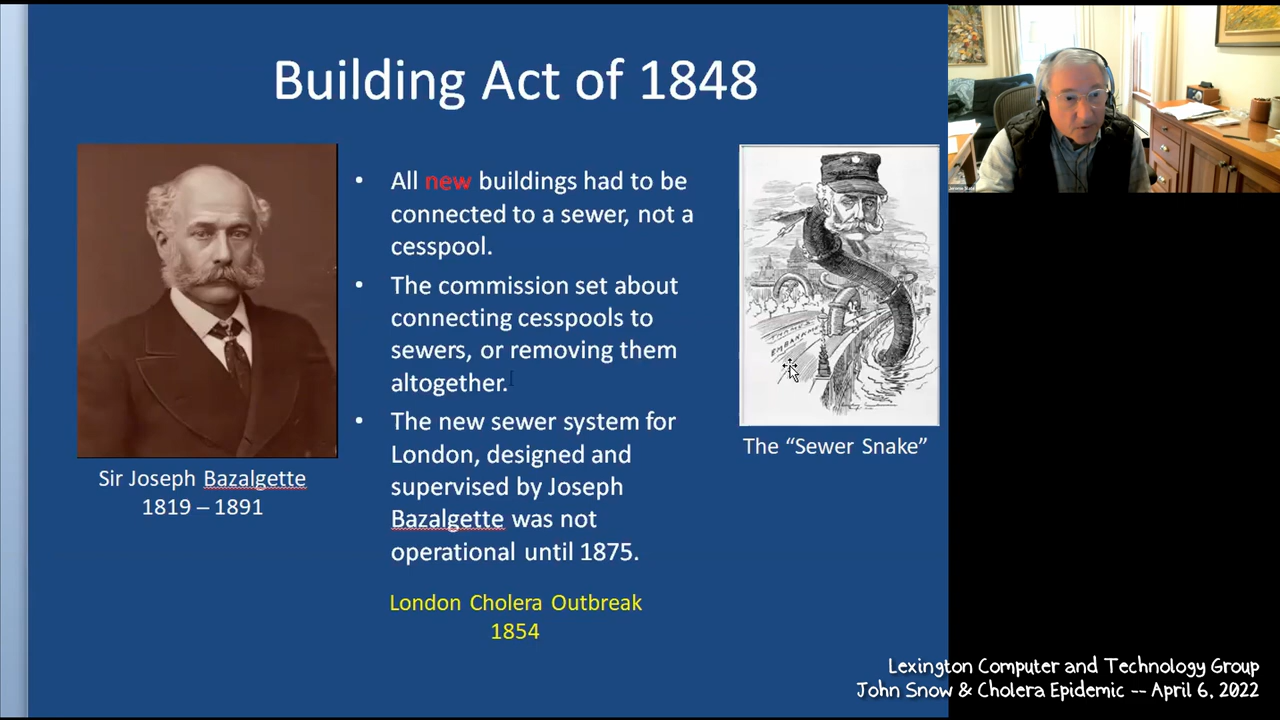 Building Act of 1848
All new buildings had to be
connected to a sewer, not a
cesspool.
The commission set about
connecting cesspools to
sewers, or removing them
altogether.
The new sewer system for
London, designed and
supervised by Joseph
Bazalgette was not
operational until 1875.
London Cholera Outbreak
1854
Sir Joseph Bazalgette
1819 – 1891
THAMES
EMBANKMENT
The “Sewer Snake”
Lexington Computer and Technology Group
John Snow & Cholera Epidemic -- April 6, 2022